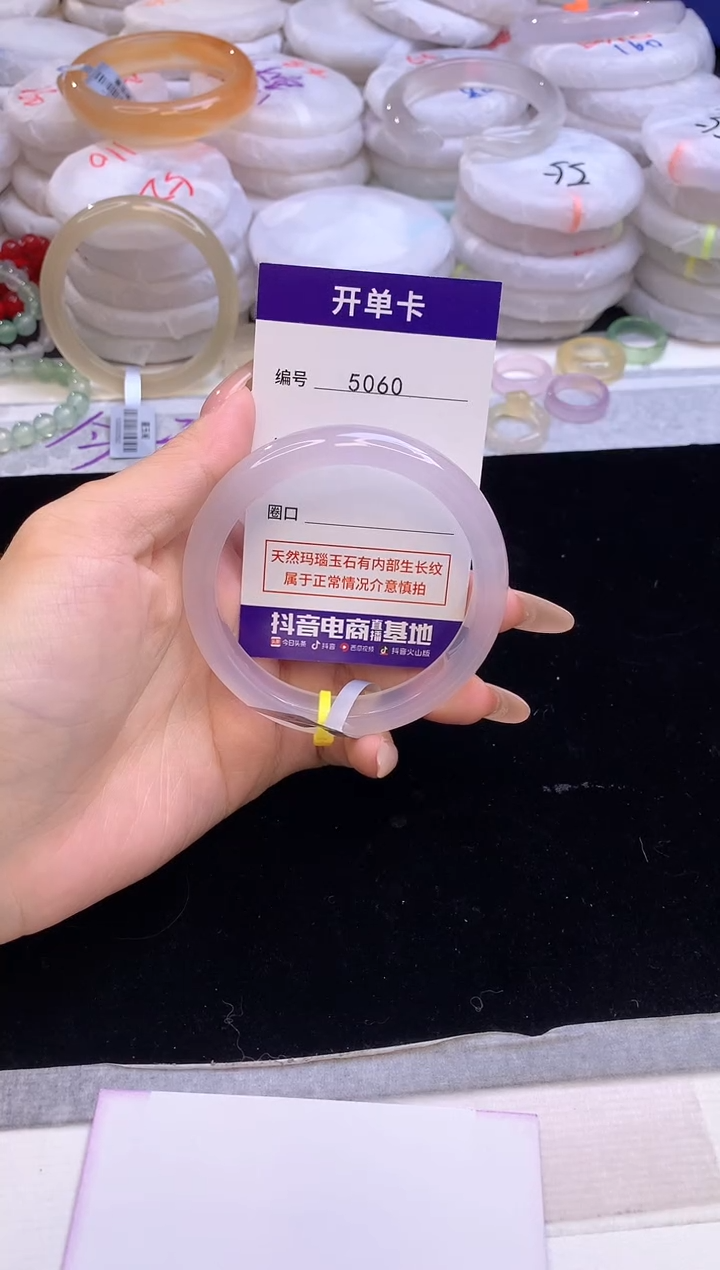 110
55
开单卡
编号 5060
圈口
天然玛瑙玉石有内部生长纹
属于正常情况介意慎拍
抖音电商直播基地
今日头条 抖音 西瓜视频 抖音火山版